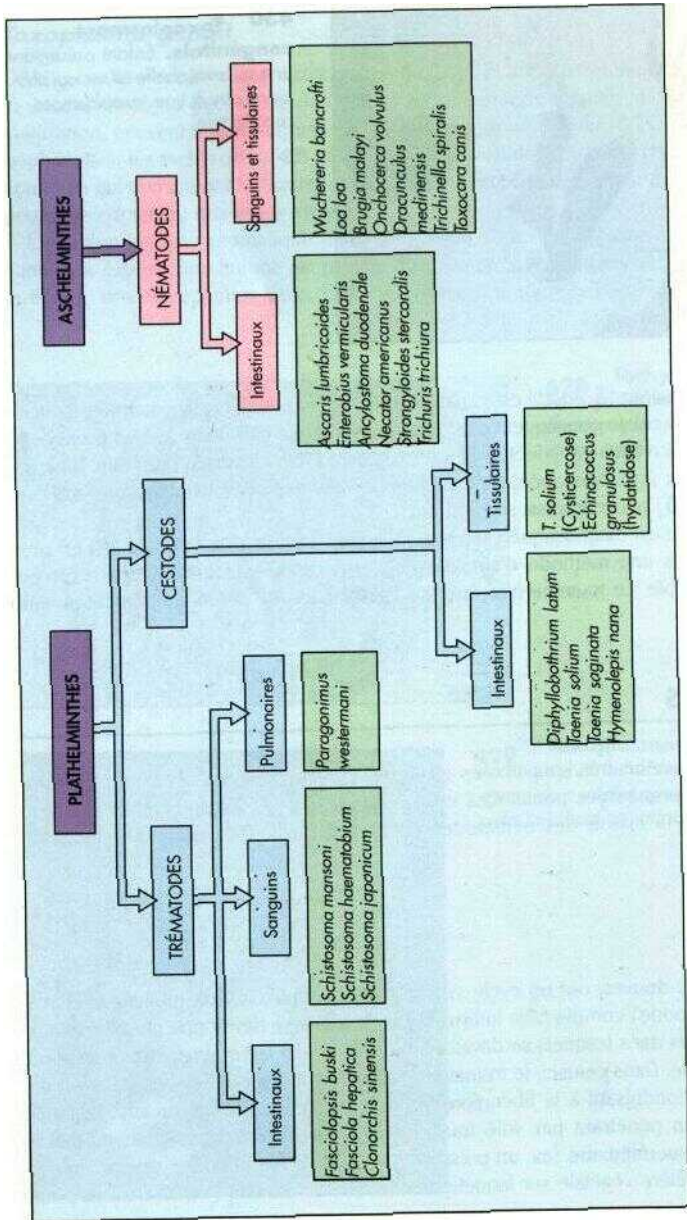 PLATHELMINTHES
TRÉMATODES
CESTODES
Intestinaux
Sanguins
Pulmonaires
Fasciolopsis buski
Fasciola hepatica
Clonorchis sinensis
Schistosoma mansoni
Schistosoma haematobium
Schistosoma japonicum
Paragonimus
westermani
Intestinaux
Tissulaires
Diphyllobothrium latum
Taenia solium
Taenia saginata
Hymenolepis nana
T. solium
(Cysticercose)
Echinococcus
granulosus
(hydatidose)
ASCHELMINTHES
NÉMATODES
Intestinaux
Sanguins et tissulaires
Ascaris lumbricoides
Enterobius vermicularis
Ancylostoma duodenale
Necator americanus
Strongyloides stercoralis
Trichuris trichiura
Wuchereria bancrofti
Loa loa
Brugia malayi
Onchocerca volvulus
Dracunculus
medinensis
Trichinella spiralis
Toxocara canis